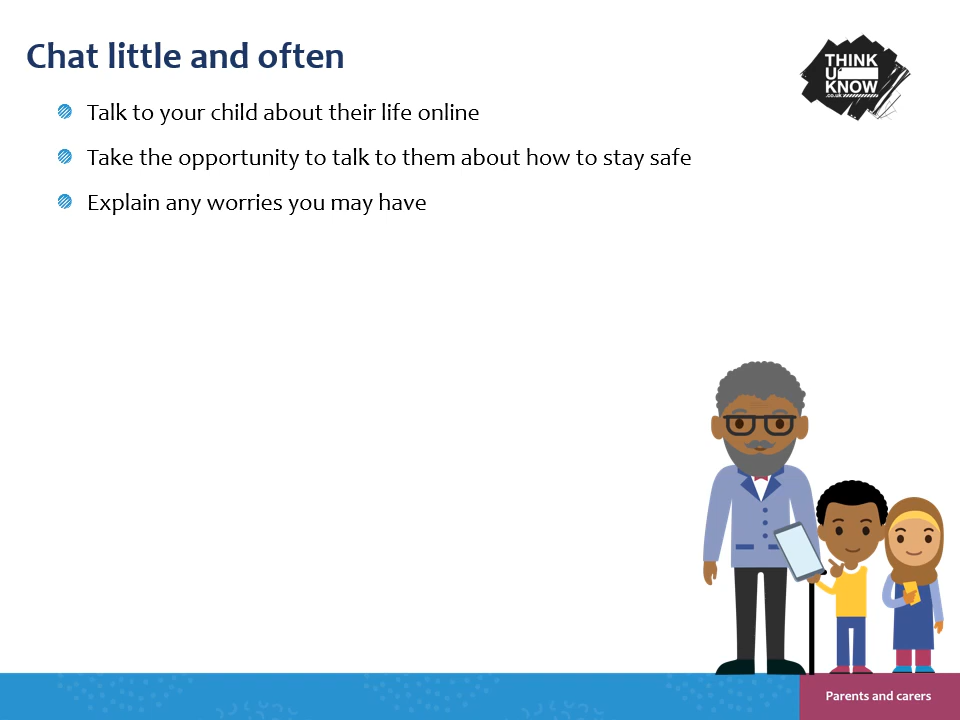 Chat little and often
THINK
U
KNOW
.co.uk
Talk to your child about their life online
Take the opportunity to talk to them about how to stay safe
Explain any worries you may have
Parents and carers